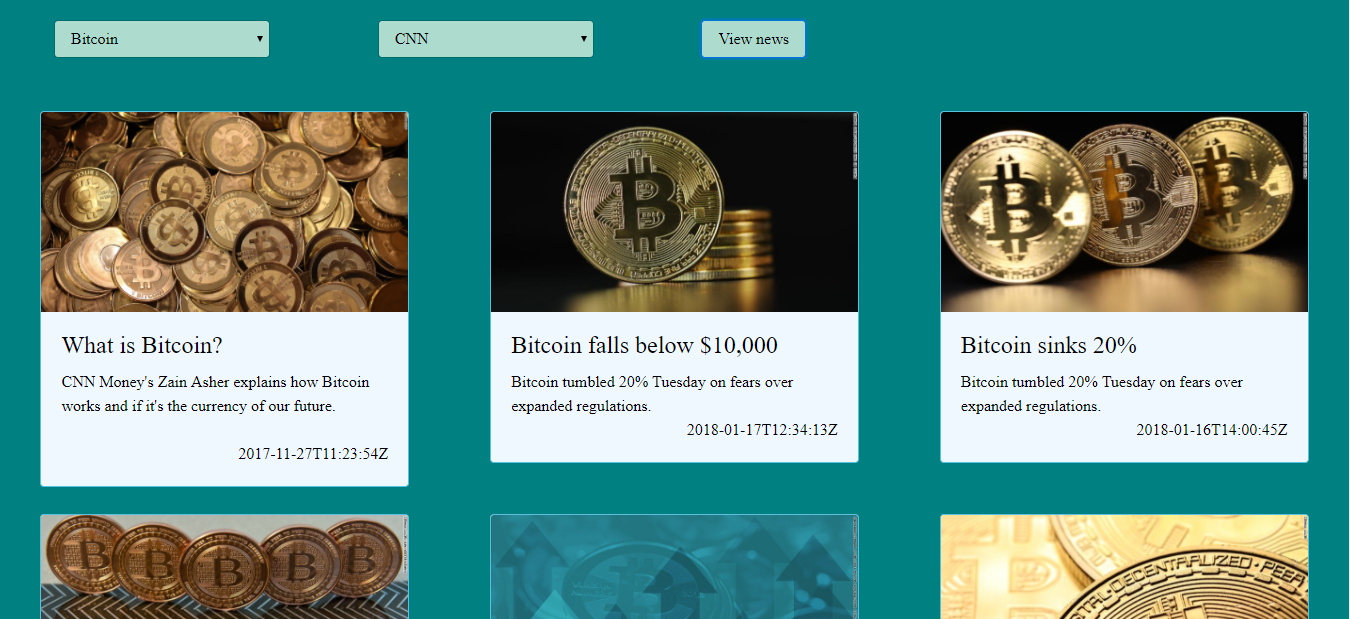 Bitcoin
CNN
View news
What is Bitcoin?
CNN Money's Zain Asher explains how Bitcoin
works and if it's the currency of our future.
2017-11-27T11:23:54Z
Bitcoin falls below $10,000
Bitcoin tumbled 20% Tuesday on fears over
expanded regulations.
2018-01-17T12:34:13Z
Bitcoin sinks 20%
Bitcoin tumbled 20% Tuesday on fears over
expanded regulations.
2018-01-16T14:00:45Z
DECENTRALIZED